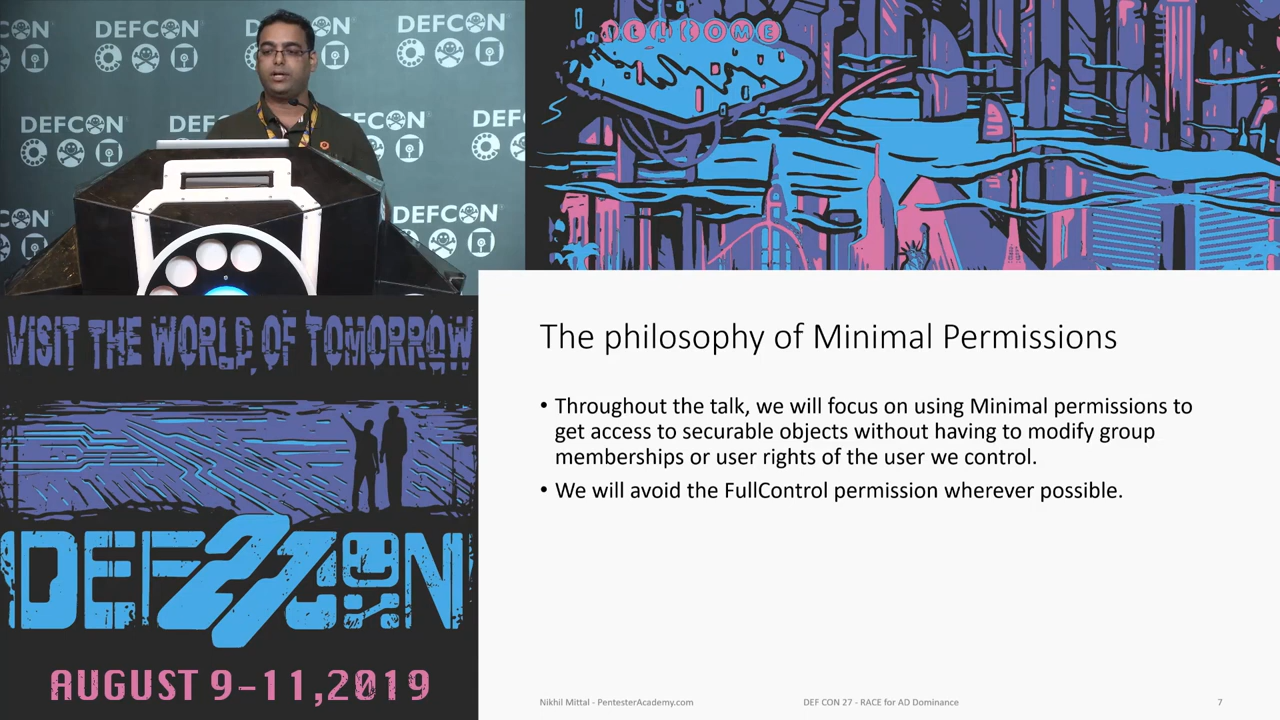 DEFCON DEFCON DEFCON
DEFCON DEFCON DEFCON
DEFCON
WELCOME
VISIT THE WORLD OF TOMORROW
DEF 27 CON
AUGUST 9-11,2019
The philosophy of Minimal Permissions
• Throughout the talk, we will focus on using Minimal permissions to
get access to securable objects without having to modify group
memberships or user rights of the user we control.
• We will avoid the FullControl permission wherever possible.
Nikhil Mittal - PentesterAcademy.com
DEF CON 27 - RACE for AD Dominance
7